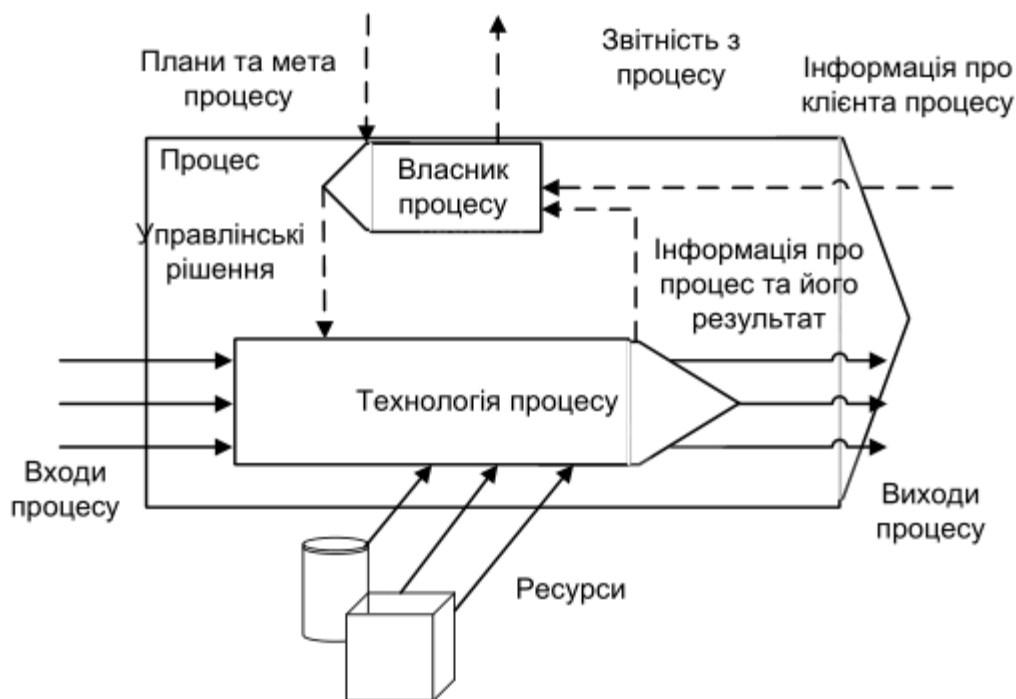 Плани та мета
процесу
Звітність з
процесу
Інформація про
клієнта процесу
Процес
Власник
процесу
Управлінські
рішення
Інформація про
процес та його
результат
Технологія процесу
Входи
процесу
Виходи
процесу
Ресурси